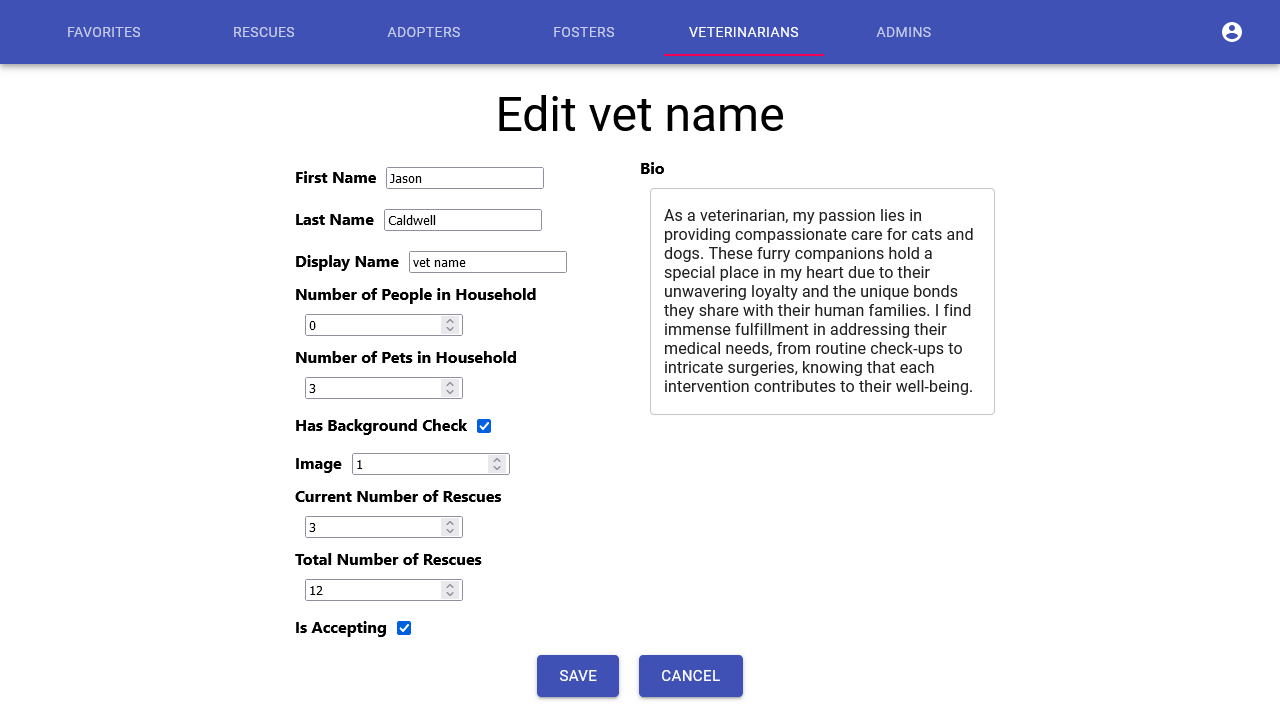 FAVORITES RESCUES ADOPTERS FOSTERS VETERINARIANS ADMINS
Edit vet name
First Name Jason
Last Name Caldwell
Display Name vet name
Number of People in Household
0
Number of Pets in Household
3
Has Background Check
Image 1
Current Number of Rescues
3
Total Number of Rescues
12
Is Accepting
Bio
As a veterinarian, my passion lies in
providing compassionate care for cats and
dogs. These furry companions hold a
special place in my heart due to their
unwavering loyalty and the unique bonds
they share with their human families. I find
immense fulfillment in addressing their
medical needs, from routine check-ups to
intricate surgeries, knowing that each
intervention contributes to their well-being.
SAVE CANCEL